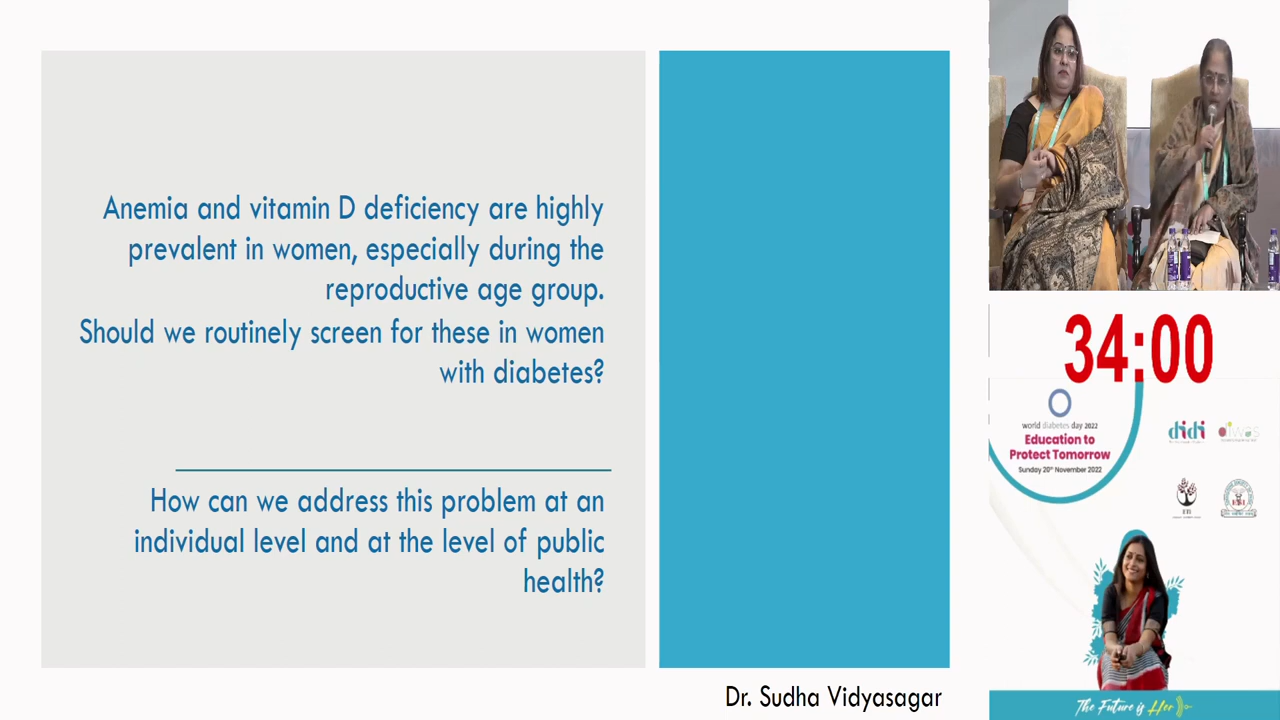 Anemia and vitamin D deficiency are highly
prevalent in women, especially during the
reproductive age group.
Should we routinely screen for these in women
with diabetes?
How can we address this problem at an
individual level and at the level of public
health?
Dr. Sudha Vidyasagar
34:00
world diabetes day 2022
Education to
Protect Tomorrow
Sunday 20th November 2022
didi
The Future is Her